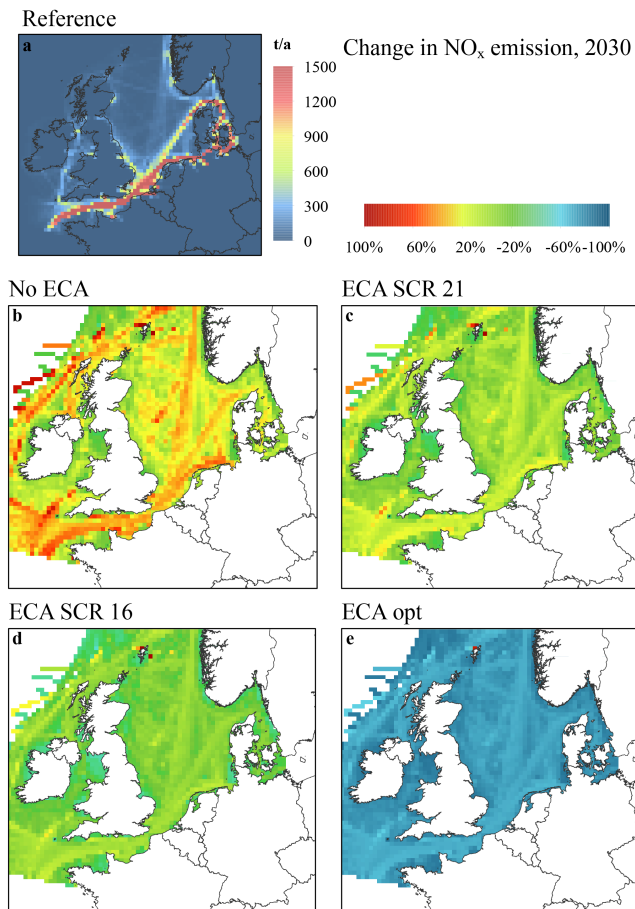 Reference
a
t/a
1500
1200
900
600
300
0
Change in NOx emission, 2030
100% 60% 20% -20% -60% -100%
No ECA
b
ECA SCR 21
c
ECA SCR 16
d
ECA opt
e